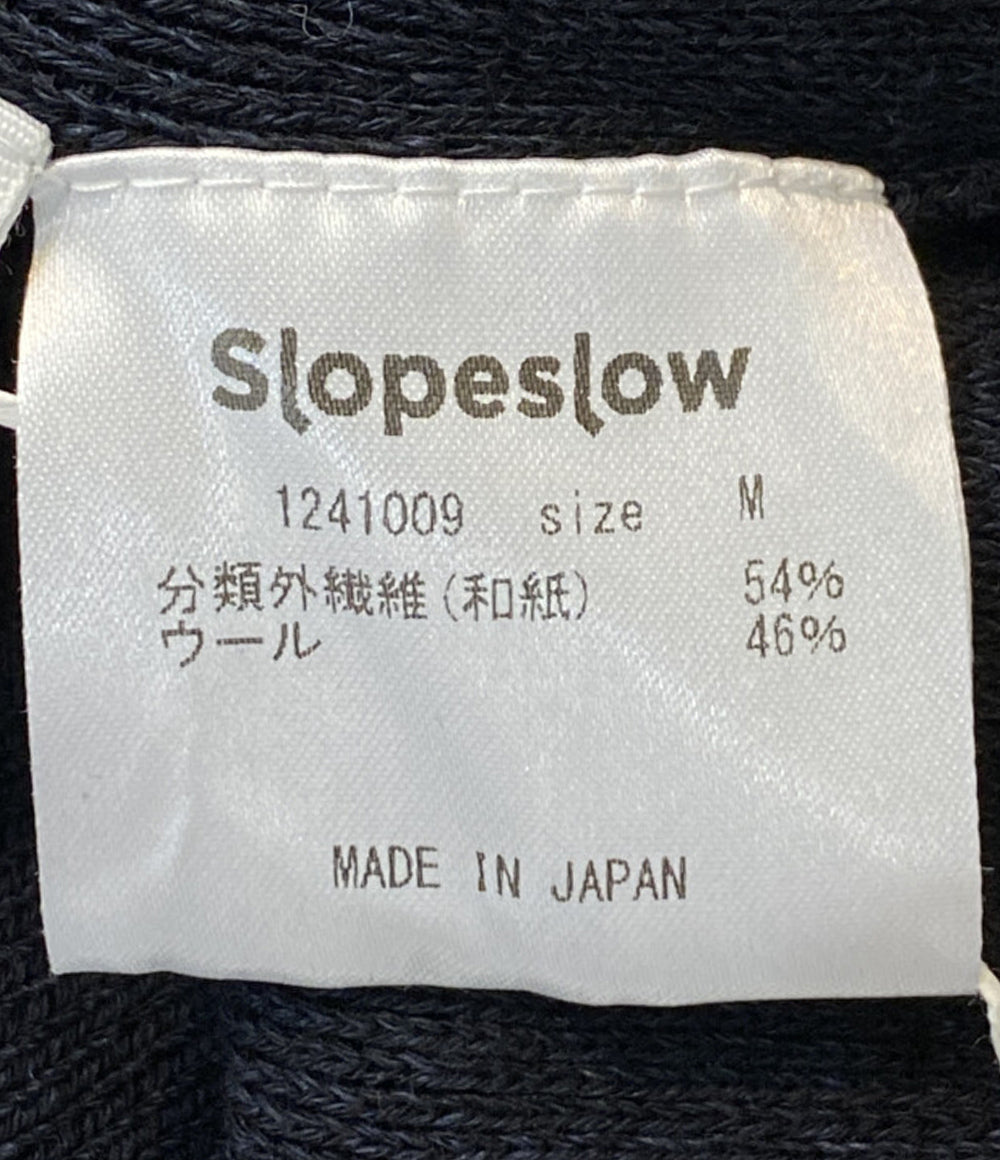 Slopeslow
1241009 size M
分類外繊維(和紙) 54%
ウール 46%
MADE IN JAPAN